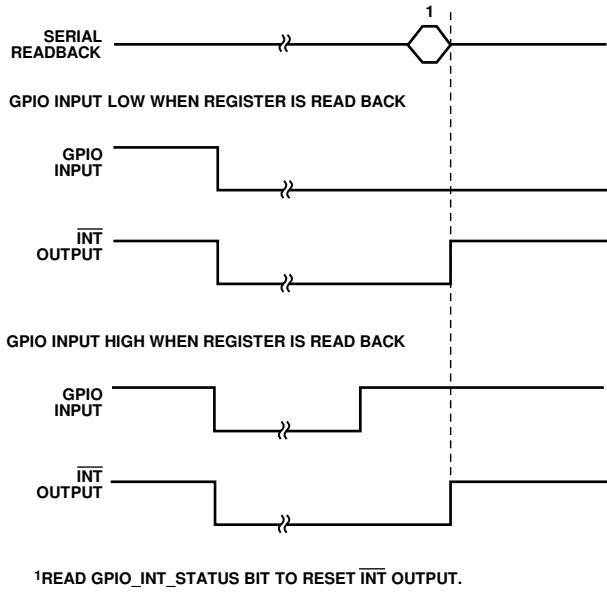 1
SERIAL
READBACK
GPIO INPUT LOW WHEN REGISTER IS READ BACK
GPIO
INPUT
INT
OUTPUT
GPIO INPUT HIGH WHEN REGISTER IS READ BACK
GPIO
INPUT
INT
OUTPUT
1READ GPIO_INT_STATUS BIT TO RESET INT OUTPUT.